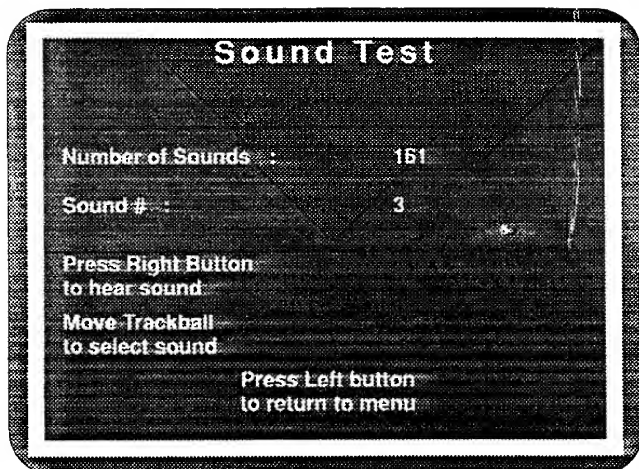 Sound Test
Number of Sounds : 161
Sound # : 3
Press Right Button
to hear sound
Move Trackball
to select sound
Press Left button
to return to menu